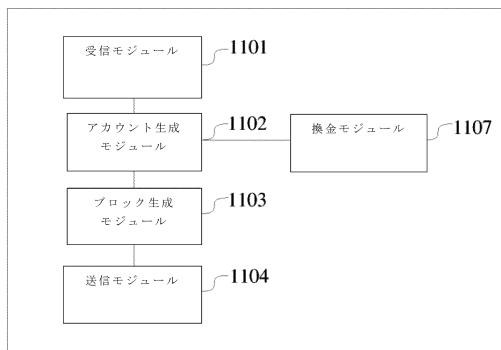 受信モジュール
1101
アカウント生成
モジュール
1102
換金モジュール
1107
ブロック生成
モジュール
1103
送信モジュール
1104